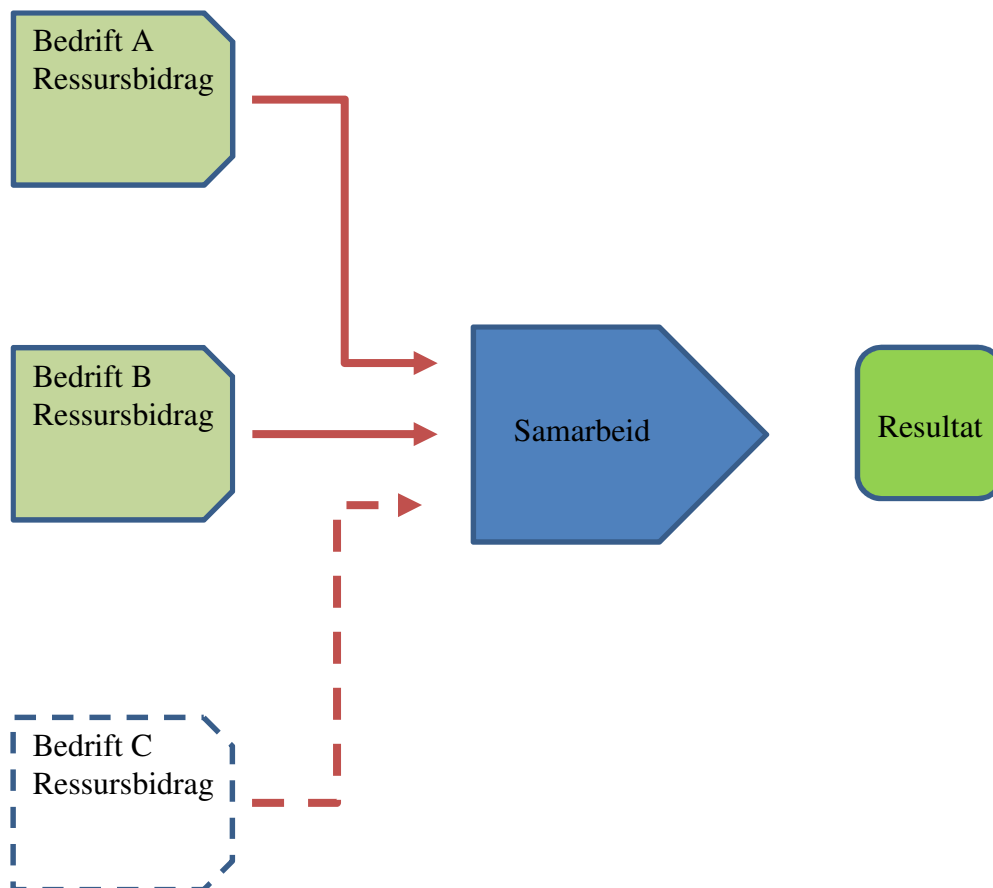 Bedrift A
Ressursbidrag
Bedrift B
Ressursbidrag
Samarbeid
Resultat
Bedrift C
Ressursbidrag